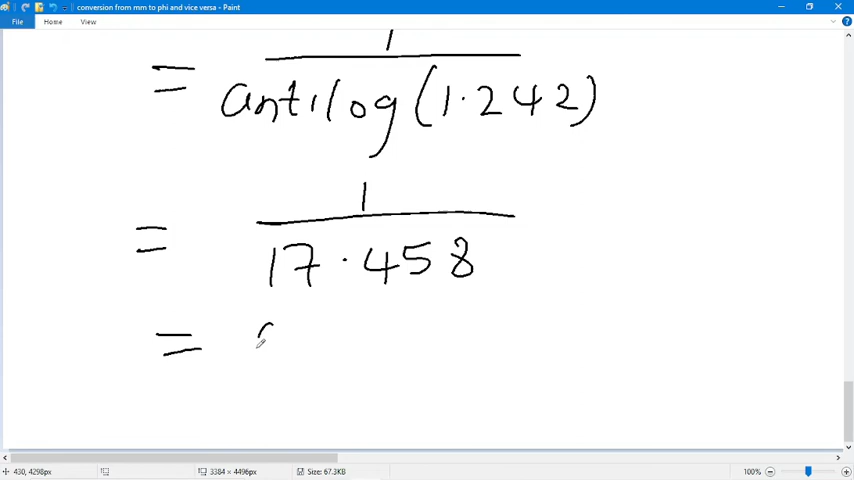 conversion from mm to phi and vice versa - Paint
File Home View
1
= antilog(1.242)
1
= 17.458
=
430, 4298px 3384 × 4496px Size: 67.3KB 100%